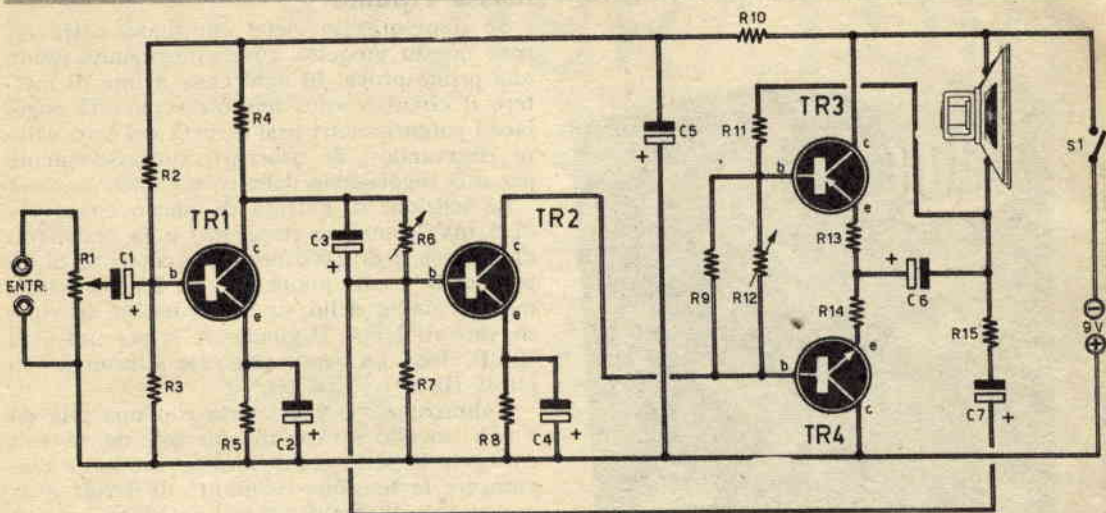 R10
R4
R2
TR1
R1
C1
+
b
c
e
ENTR.
R3
R5
C2
+
C3
+
R6
R7
TR2
b
c
e
R8
C4
+
C5
+
R11
TR3
b
c
e
R9
R12
R13
C6
+
R14
TR4
b
e
c
R15
C7
+
S1
−
9V
+